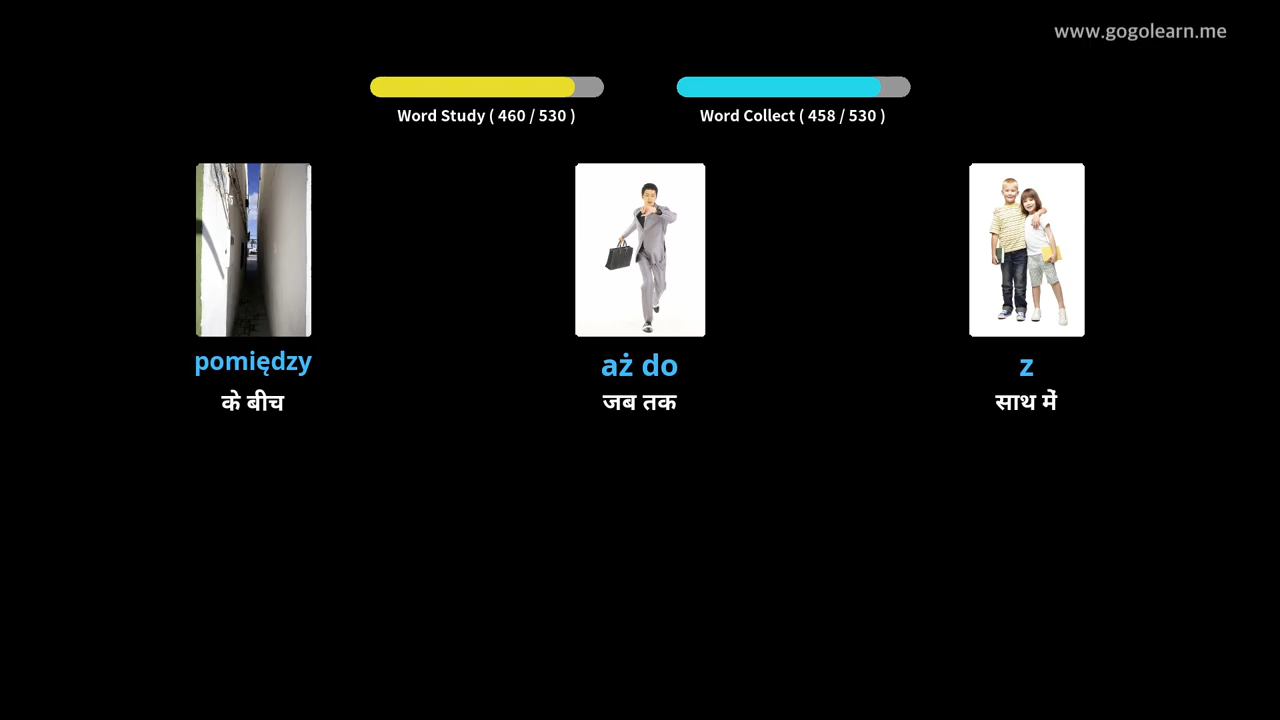 www.gogolearn.me
Word Study ( 460 / 530 )
Word Collect ( 458 / 530 )
pomiędzy
के बीच
aż do
जब तक
z
साथ में